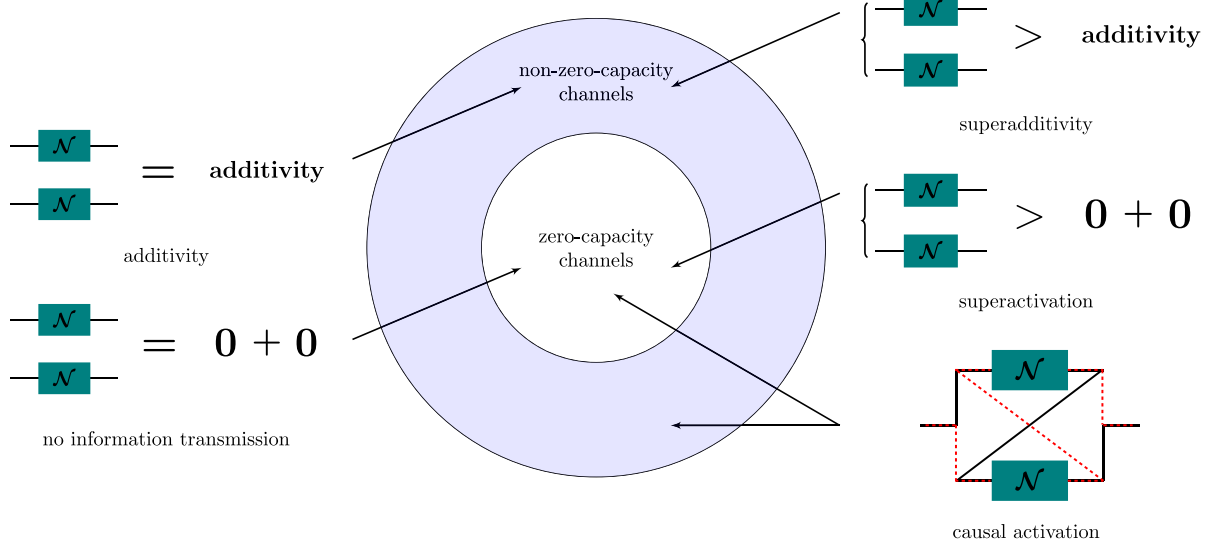 𝒩
𝒩
= additivity
additivity
𝒩
𝒩
= 0 + 0
no information transmission
non-zero-capacity
channels
zero-capacity
channels
𝒩
𝒩
> additivity
superadditivity
𝒩
𝒩
> 0 + 0
superactivation
𝒩
𝒩
causal activation